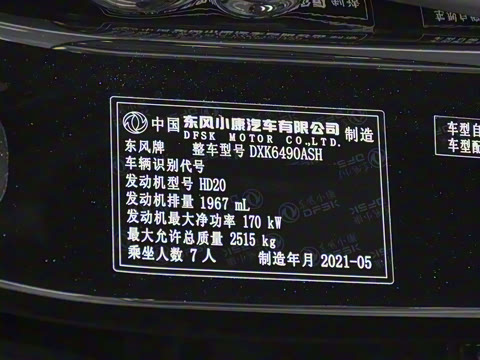 中国 东风小康汽车有限公司 制造
DFSK MOTOR CO.,LTD.
东风牌 整车型号 DXK6490ASH
车辆识别代号
发动机型号 HD20
发动机排量 1967 mL
发动机最大净功率 170 kW
最大允许总质量 2515 kg
乘坐人数 7 人 制造年月 2021-05
车型自
车型配